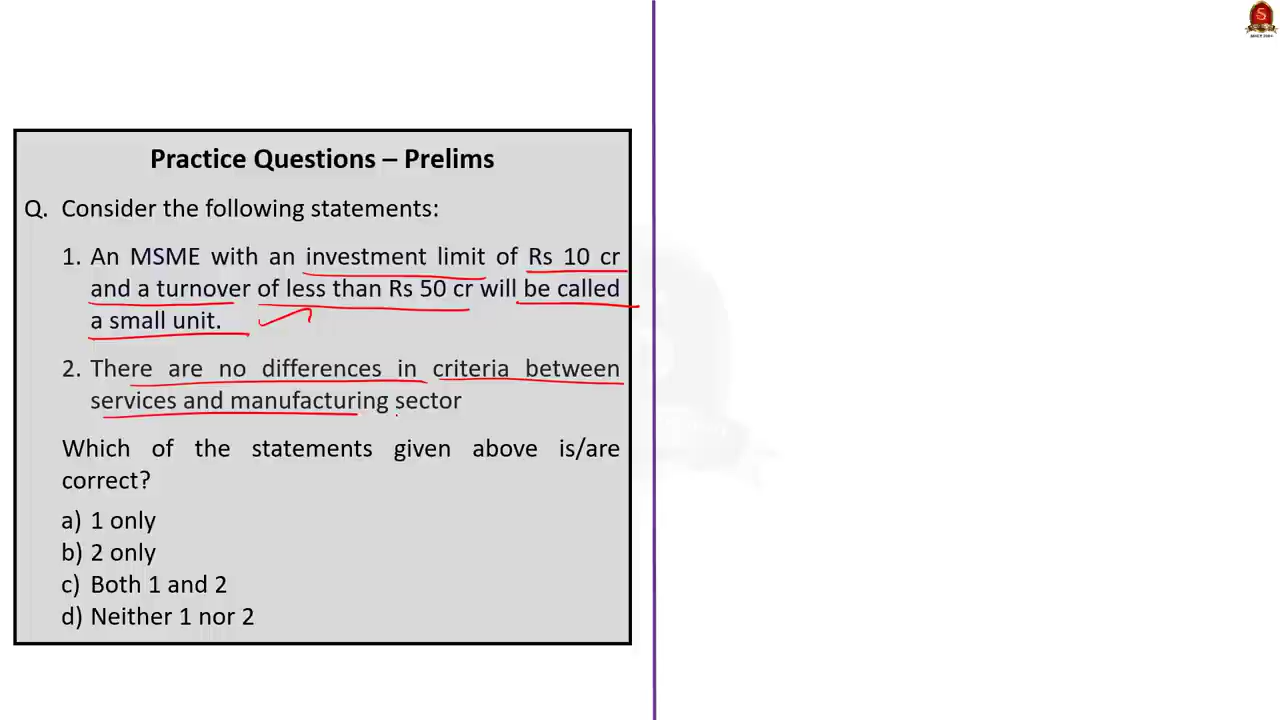 Practice Questions – Prelims
Q. Consider the following statements:
1. An MSME with an investment limit of Rs 10 cr
and a turnover of less than Rs 50 cr will be called
a small unit.
2. There are no differences in criteria between
services and manufacturing sector
Which of the statements given above is/are
correct?
a) 1 only
b) 2 only
c) Both 1 and 2
d) Neither 1 nor 2